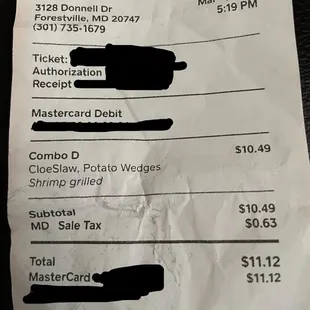 3128 Donnell Dr
Forestville, MD 20747
(301) 735-1679
Mar
5:19 PM
Ticket:
Authorization
Receipt
Mastercard Debit
Combo D $10.49
CloeSlaw, Potato Wedges
Shrimp grilled
Subtotal $10.49
MD Sale Tax $0.63
Total $11.12
MasterCard $11.12